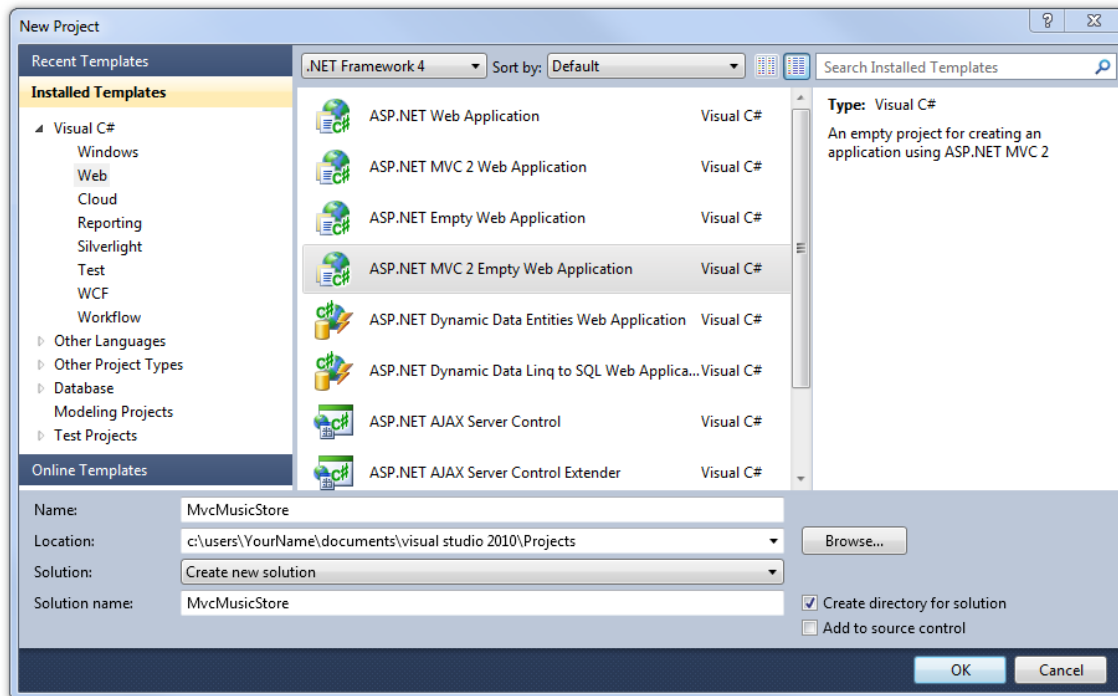 New Project
Recent Templates
Installed Templates
Visual C#
Windows
Web
Cloud
Reporting
Silverlight
Test
WCF
Workflow
Other Languages
Other Project Types
Database
Modeling Projects
Test Projects
Online Templates
.NET Framework 4 Sort by: Default
ASP.NET Web Application Visual C#
ASP.NET MVC 2 Web Application Visual C#
ASP.NET Empty Web Application Visual C#
ASP.NET MVC 2 Empty Web Application Visual C#
ASP.NET Dynamic Data Entities Web Application Visual C#
ASP.NET Dynamic Data Linq to SQL Web Applica... Visual C#
ASP.NET AJAX Server Control Visual C#
ASP.NET AJAX Server Control Extender Visual C#
Search Installed Templates
Type: Visual C#
An empty project for creating an
application using ASP.NET MVC 2
Name: MvcMusicStore
Location: c:\users\YourName\documents\visual studio 2010\Projects Browse...
Solution: Create new solution
Solution name: MvcMusicStore
Create directory for solution
Add to source control
OK Cancel